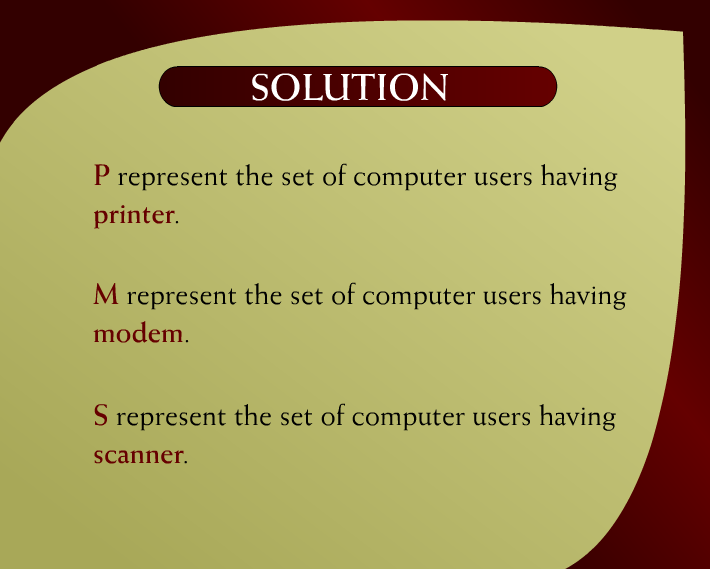 SOLUTION
P represent the set of computer users having
printer.
M represent the set of computer users having
modem.
S represent the set of computer users having
scanner.